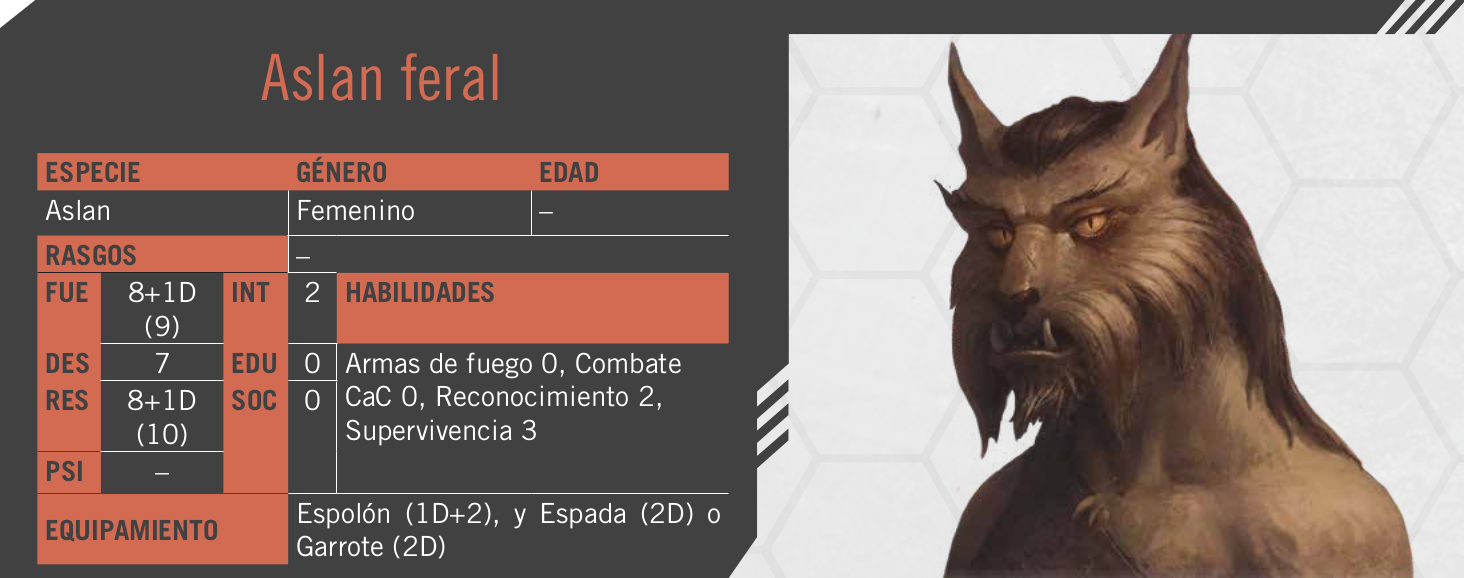 Aslan feral
ESPECIE GÉNERO EDAD
Aslan Femenino –
RASGOS –
FUE 8+1D INT 2 HABILIDADES
(9)
DES 7 EDU 0 Armas de fuego 0, Combate
RES 8+1D SOC 0 CaC 0, Reconocimiento 2,
(10) Supervivencia 3
PSI –
EQUIPAMIENTO Espolón (1D+2), y Espada (2D) o
Garrote (2D)